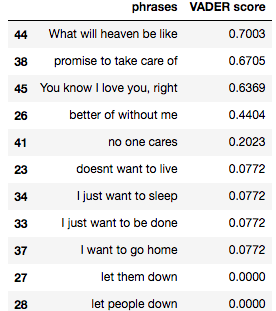 phrases VADER score
44 What will heaven be like 0.7003
38 promise to take care of 0.6705
45 You know I love you, right 0.6369
26 better of without me 0.4404
41 no one cares 0.2023
23 doesnt want to live 0.0772
34 I just want to sleep 0.0772
33 I just want to be done 0.0772
37 I want to go home 0.0772
27 let them down 0.0000
28 let people down 0.0000